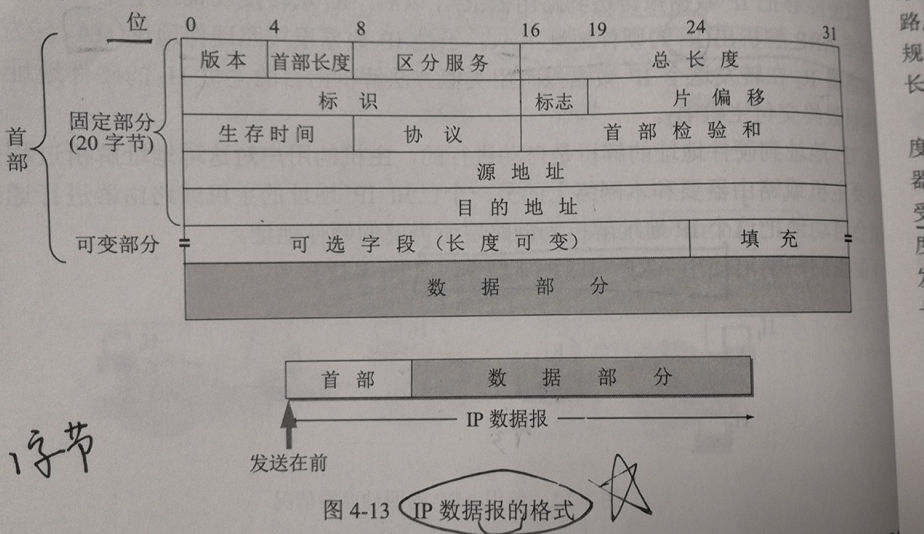 位 0 4 8 16 19 24 31
版本 首部长度 区分服务 总长度
标识 标志 片偏移
生存时间 协议 首部检验和
源地址
目的地址
可选字段（长度可变） 填充
数据部分
首部
固定部分
(20 字节)
可变部分
首部 数据部分
IP 数据报
发送在前
1字节
图 4-13 IP 数据报的格式
路
规
长
度
器
受
度
发